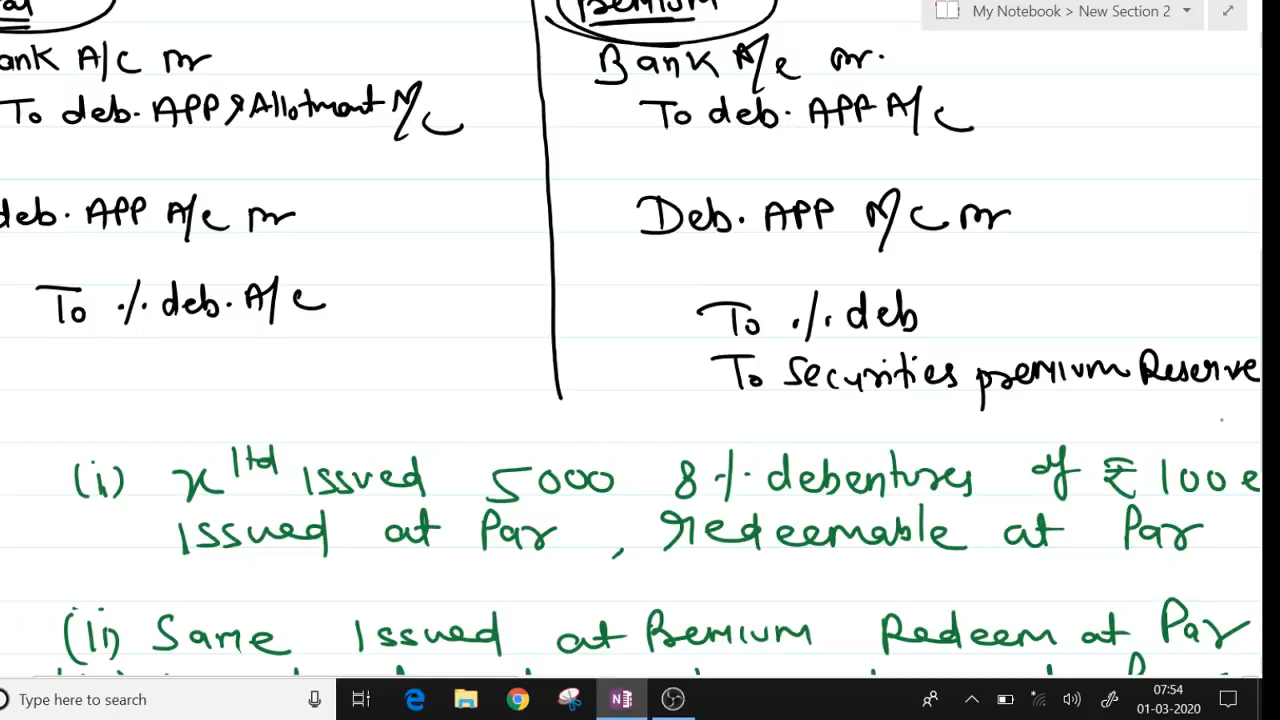 Premium
My Notebook > New Section 2
ank A/C Dr
To deb. APP & Allotment A/C
deb. APP A/c Dr
To %. deb. A/c
Bank A/c Dr.
To deb. APP A/C
Deb. APP A/C Dr
To %. deb
To Securities premium Reserve
(i) x ltd issued 5000 8 %. debentures of ₹ 100 e
issued at Par, redeemable at Par
(ii) Same issued at Premium Redeem at Par
Type here to search
07:54
01-03-2020